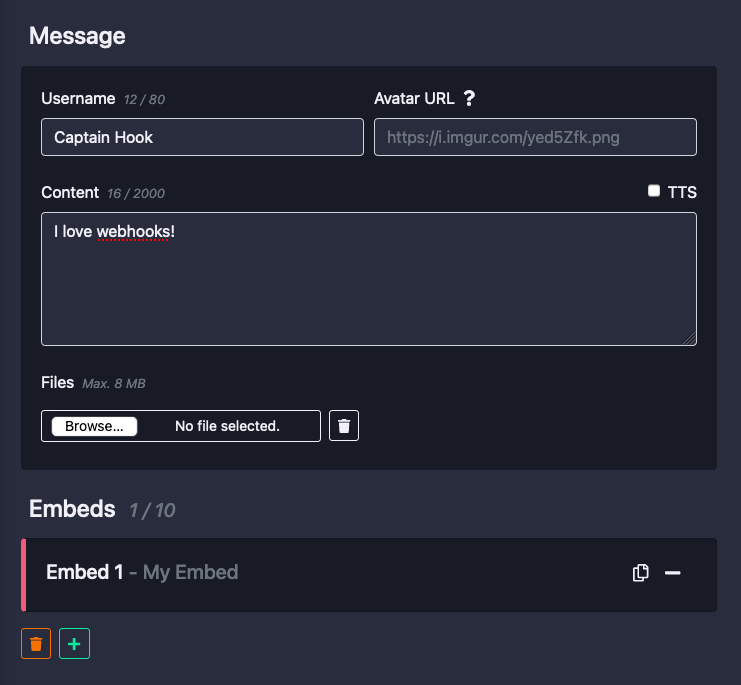 Message
Username 12 / 80
Avatar URL ?
Captain Hook
https://i.imgur.com/yed5Zfk.png
Content 16 / 2000
TTS
I love webhooks!
Files Max. 8 MB
Browse... No file selected.
Embeds 1 / 10
Embed 1 - My Embed